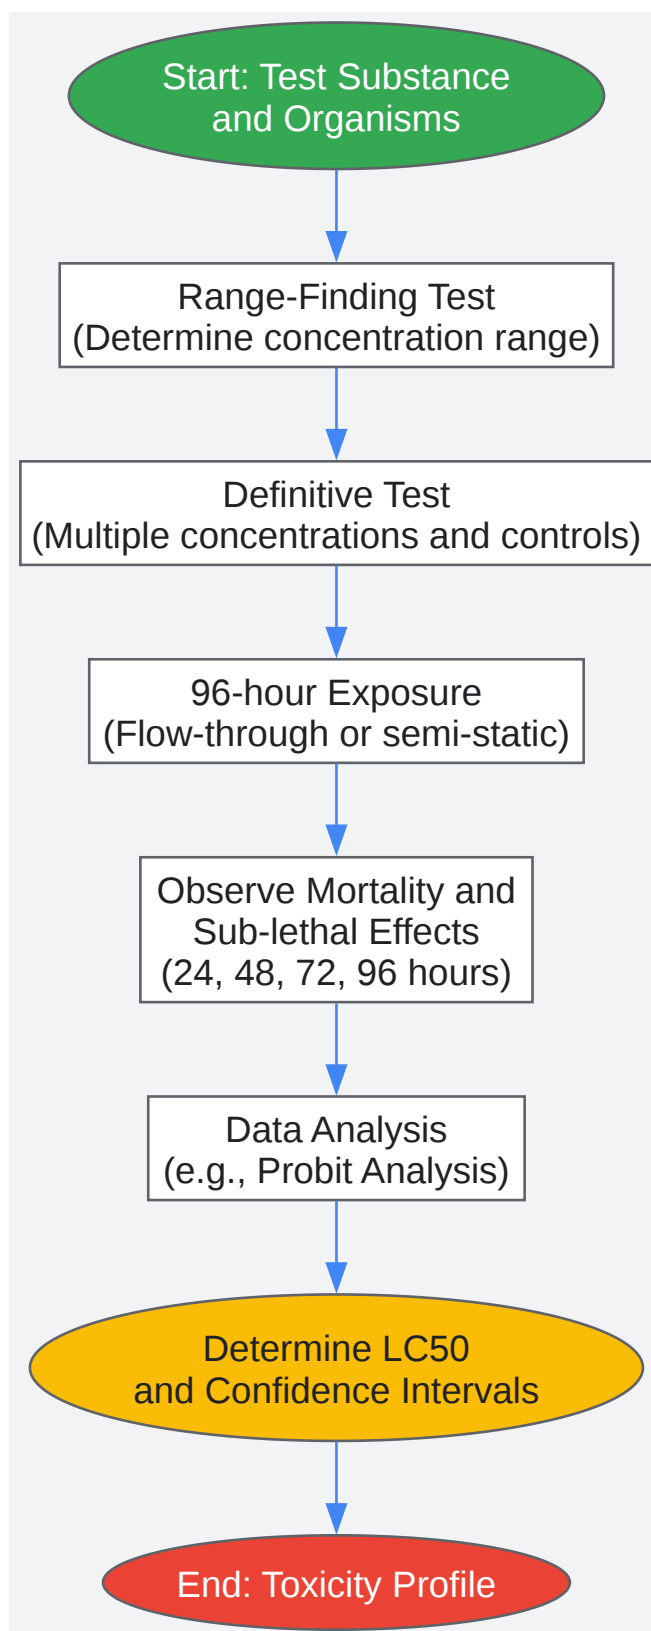 Start: Test Substance
and Organisms
Range-Finding Test
(Determine concentration range)
Definitive Test
(Multiple concentrations and controls)
96-hour Exposure
(Flow-through or semi-static)
Observe Mortality and
Sub-lethal Effects
(24, 48, 72, 96 hours)
Data Analysis
(e.g., Probit Analysis)
Determine LC50
and Confidence Intervals
End: Toxicity Profile